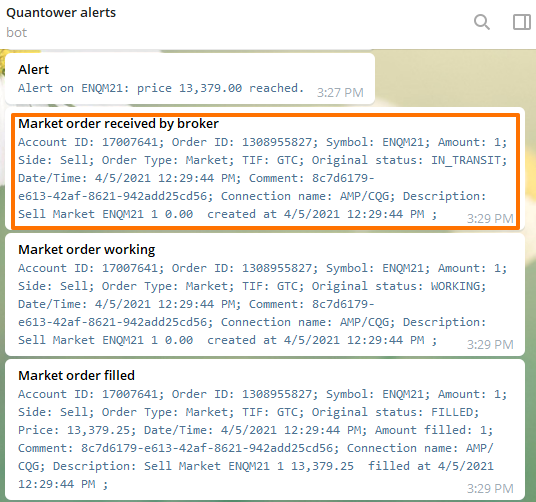 Quantower alerts
bot
Alert
Alert on ENQM21: price 13,379.00 reached.
3:27 PM
Market order received by broker
Account ID: 17007641; Order ID: 1308955827; Symbol: ENQM21; Amount: 1;
Side: Sell; Order Type: Market; TIF: GTC; Original status: IN_TRANSIT;
Date/Time: 4/5/2021 12:29:44 PM; Comment: 8c7d6179-
e613-42af-8621-942add25cd56; Connection name: AMP/CQG; Description:
Sell Market ENQM21 1 0.00  created at 4/5/2021 12:29:44 PM ;
3:29 PM
Market order working
Account ID: 17007641; Order ID: 1308955827; Symbol: ENQM21; Amount: 1;
Side: Sell; Order Type: Market; TIF: GTC; Original status: WORKING;
Date/Time: 4/5/2021 12:29:44 PM; Comment: 8c7d6179-
e613-42af-8621-942add25cd56; Connection name: AMP/CQG; Description:
Sell Market ENQM21 1 0.00  created at 4/5/2021 12:29:44 PM ;
3:29 PM
Market order filled
Account ID: 17007641; Order ID: 1308955827; Symbol: ENQM21; Amount: 1;
Side: Sell; Order Type: Market; TIF: GTC; Original status: FILLED;
Price: 13,379.25; Date/Time: 4/5/2021 12:29:44 PM; Amount filled: 1;
Comment: 8c7d6179-e613-42af-8621-942add25cd56; Connection name: AMP/
CQG; Description: Sell Market ENQM21 1 13,379.25  filled at 4/5/2021
12:29:44 PM ;
3:29 PM